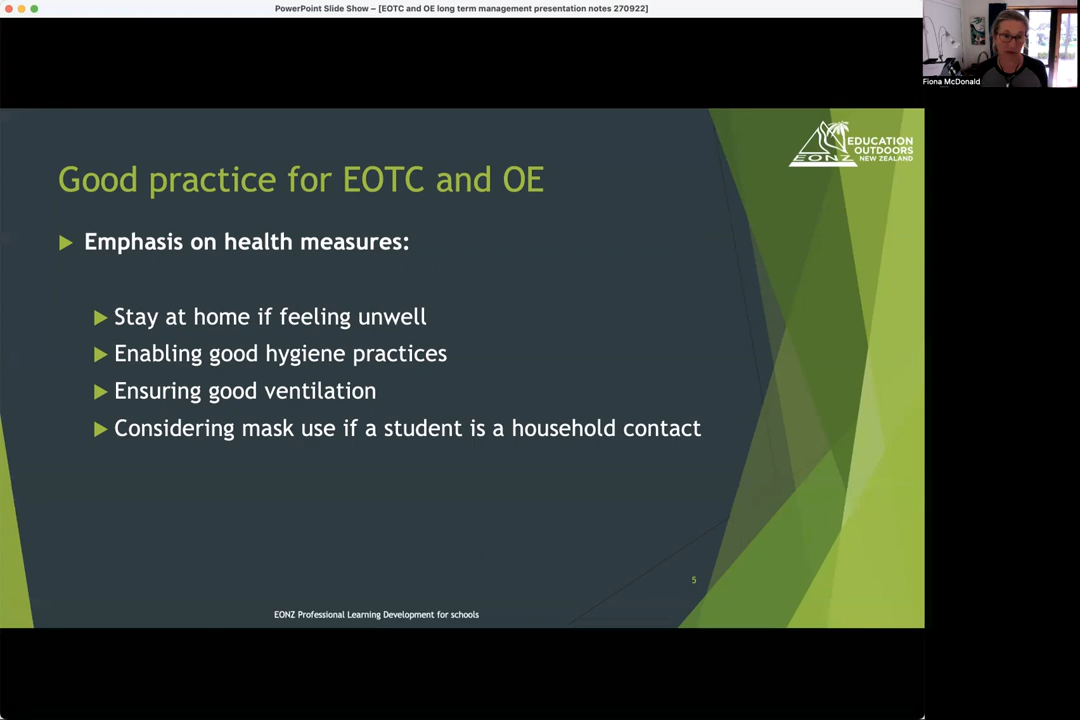 PowerPoint Slide Show – [EOTC and OE long term management presentation notes 270922]
Fiona McDonald
EONZ
EDUCATION
OUTDOORS
NEW ZEALAND
Good practice for EOTC and OE
Emphasis on health measures:
Stay at home if feeling unwell
Enabling good hygiene practices
Ensuring good ventilation
Considering mask use if a student is a household contact
5
EONZ Professional Learning Development for schools